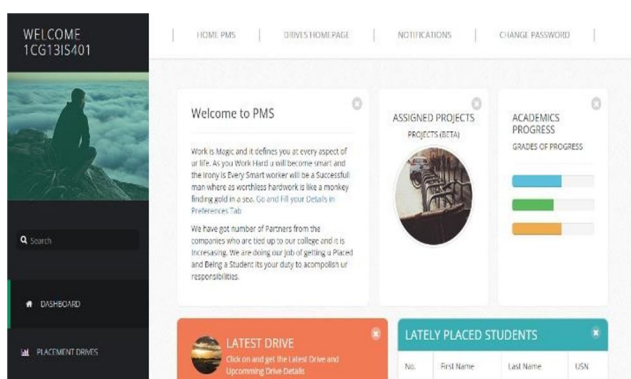 WELCOME
1CG13IS401
HOME PMS
DRIVES HOMEPAGE
NOTIFICATIONS
CHANGE PASSWORD
Search
DASHBOARD
PLACEMENT DRIVES
Welcome to PMS
Work is Magic and it defines you at every aspect of
ur life. As you Work Hard u will become smart and
the Irony is Every Smart worker will be a Successfull
man where as worthless hardwork is like a monkey
finding gold in a sea. Go and Fill your Details in
Preferences Tab
We have got number of Partners from the
companies who are tied up to our college and it is
Incresasing. We are doing our job of getting u Placed
and Being a Student its your duty to acompolish ur
responsibilities.
ASSIGNED PROJECTS
PROJECTS (BETA)
ACADEMICS
PROGRESS
GRADES OF PROGRESS
LATEST DRIVE
Click on and get the Latest Drive and
Upcomming Drive Details
LATELY PLACED STUDENTS
No. First Name Last Name USN